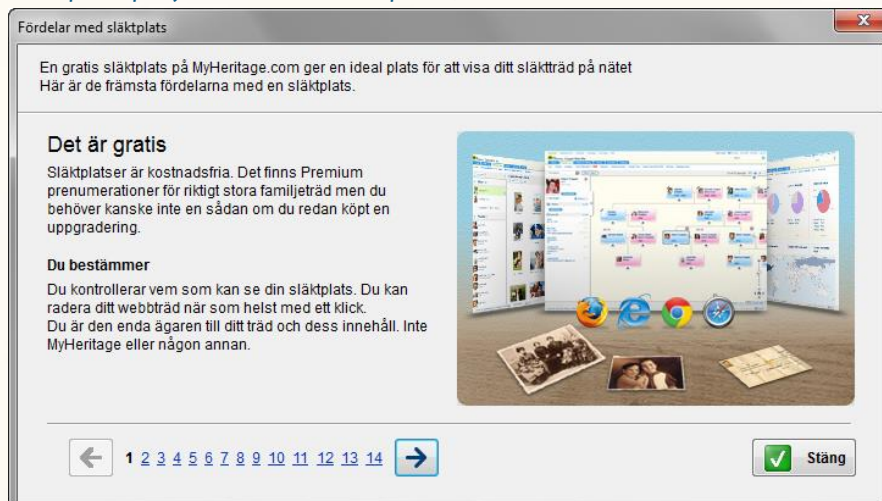 Fördelar med släktplats
En gratis släktplats på MyHeritage.com ger en ideal plats för att visa ditt släktträd på nätet
Här är de främsta fördelarna med en släktplats.
Det är gratis
Släktplatser är kostnadsfria. Det finns Premium
prenumerationer för riktigt stora familjeträd men du
behöver kanske inte en sådan om du redan köpt en
uppgradering.
Du bestämmer
Du kontrollerar vem som kan se din släktplats. Du kan
radera ditt webbträd när som helst med ett klick.
Du är den enda ägaren till ditt träd och dess innehåll. Inte
MyHeritage eller någon annan.
1 2 3 4 5 6 7 8 9 10 11 12 13 14
Stäng